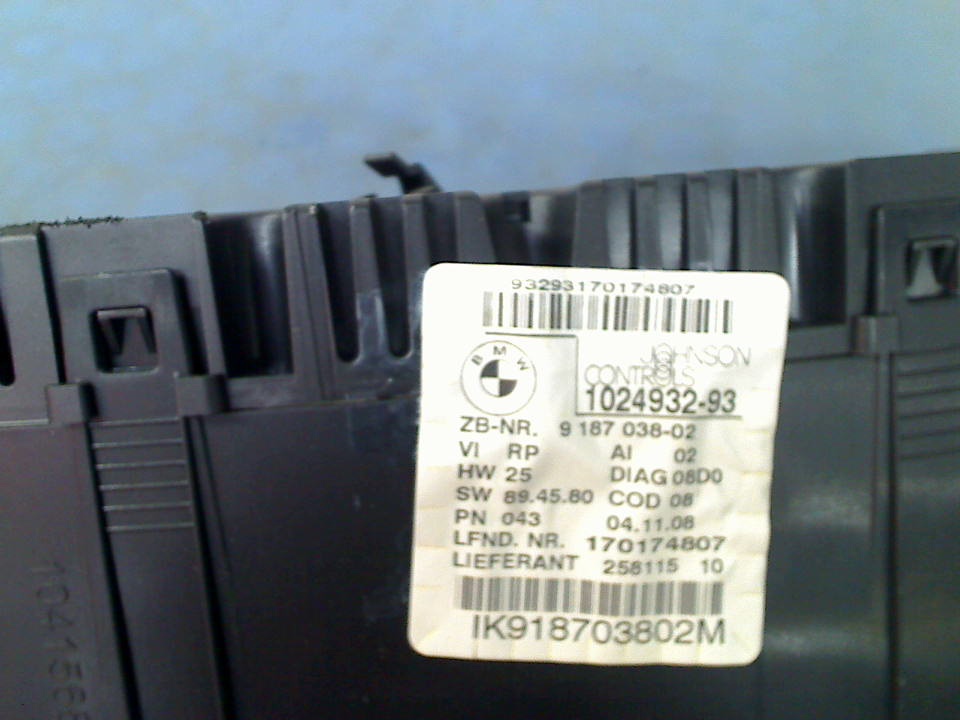 93293170174807
BMW
JOHNSON
CONTROLS
1024932-93
ZB-NR. 9 187 038-02
VI RP AI 02
HW 25 DIAG 08D0
SW 89.45.80 COD 08
PN 043 04.11.08
LFND. NR. 170174807
LIEFERANT 258115 10
IK918703802M